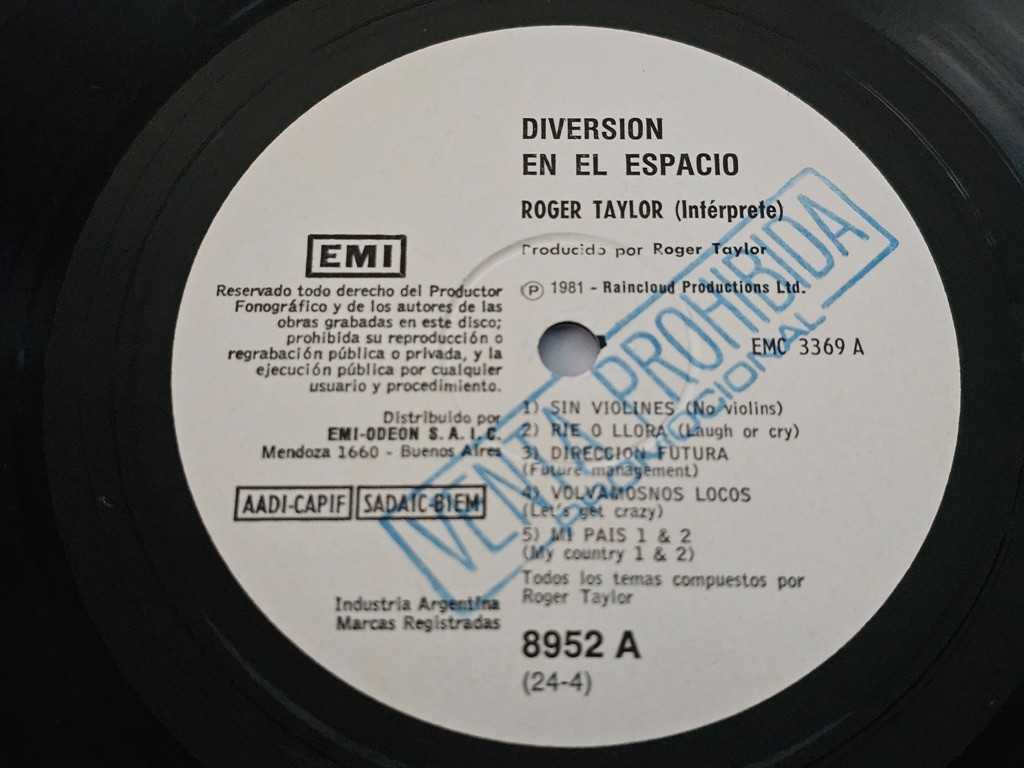 DIVERSION
EN EL ESPACIO
ROGER TAYLOR (Intérprete)
Producido por Roger Taylor
Ⓟ 1981 - Raincloud Productions Ltd.
EMC 3369 A
EMI
Reservado todo derecho del Productor
Fonográfico y de los autores de las
obras grabadas en este disco;
prohibida su reproducción o
regrabación pública o privada, y la
ejecución pública por cualquier
usuario y procedimiento.
Distribuido por
EMI-ODEON S.A.I.C.
Mendoza 1660 - Buenos Aires
AADI-CAPIF SADAIC-BIEM
Industria Argentina
Marcas Registradas
1) SIN VIOLINES (No violins)
2) RIE O LLORA (Laugh or cry)
3) DIRECCION FUTURA
(Future management)
4) VOLVAMOSNOS LOCOS
(Let's get crazy)
5) MI PAIS 1 & 2
(My country 1 & 2)
Todos los temas compuestos por
Roger Taylor
8952 A
(24-4)
VENTA PROHIBIDA